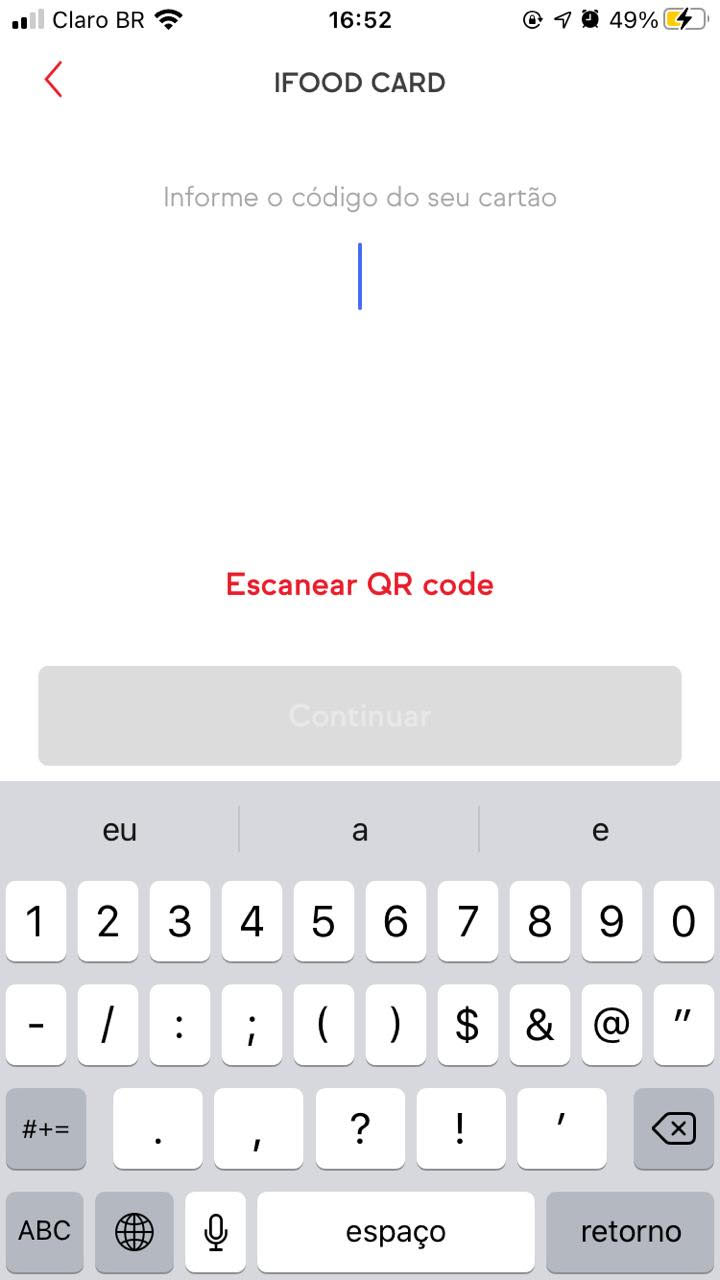 Claro BR 16:52 49%
IFOOD CARD
Informe o código do seu cartão
Escanear QR code
Continuar
eu a e
1 2 3 4 5 6 7 8 9 0
- / : ; ( ) $ & @ "
#+= . , ? ! '
ABC espaço retorno